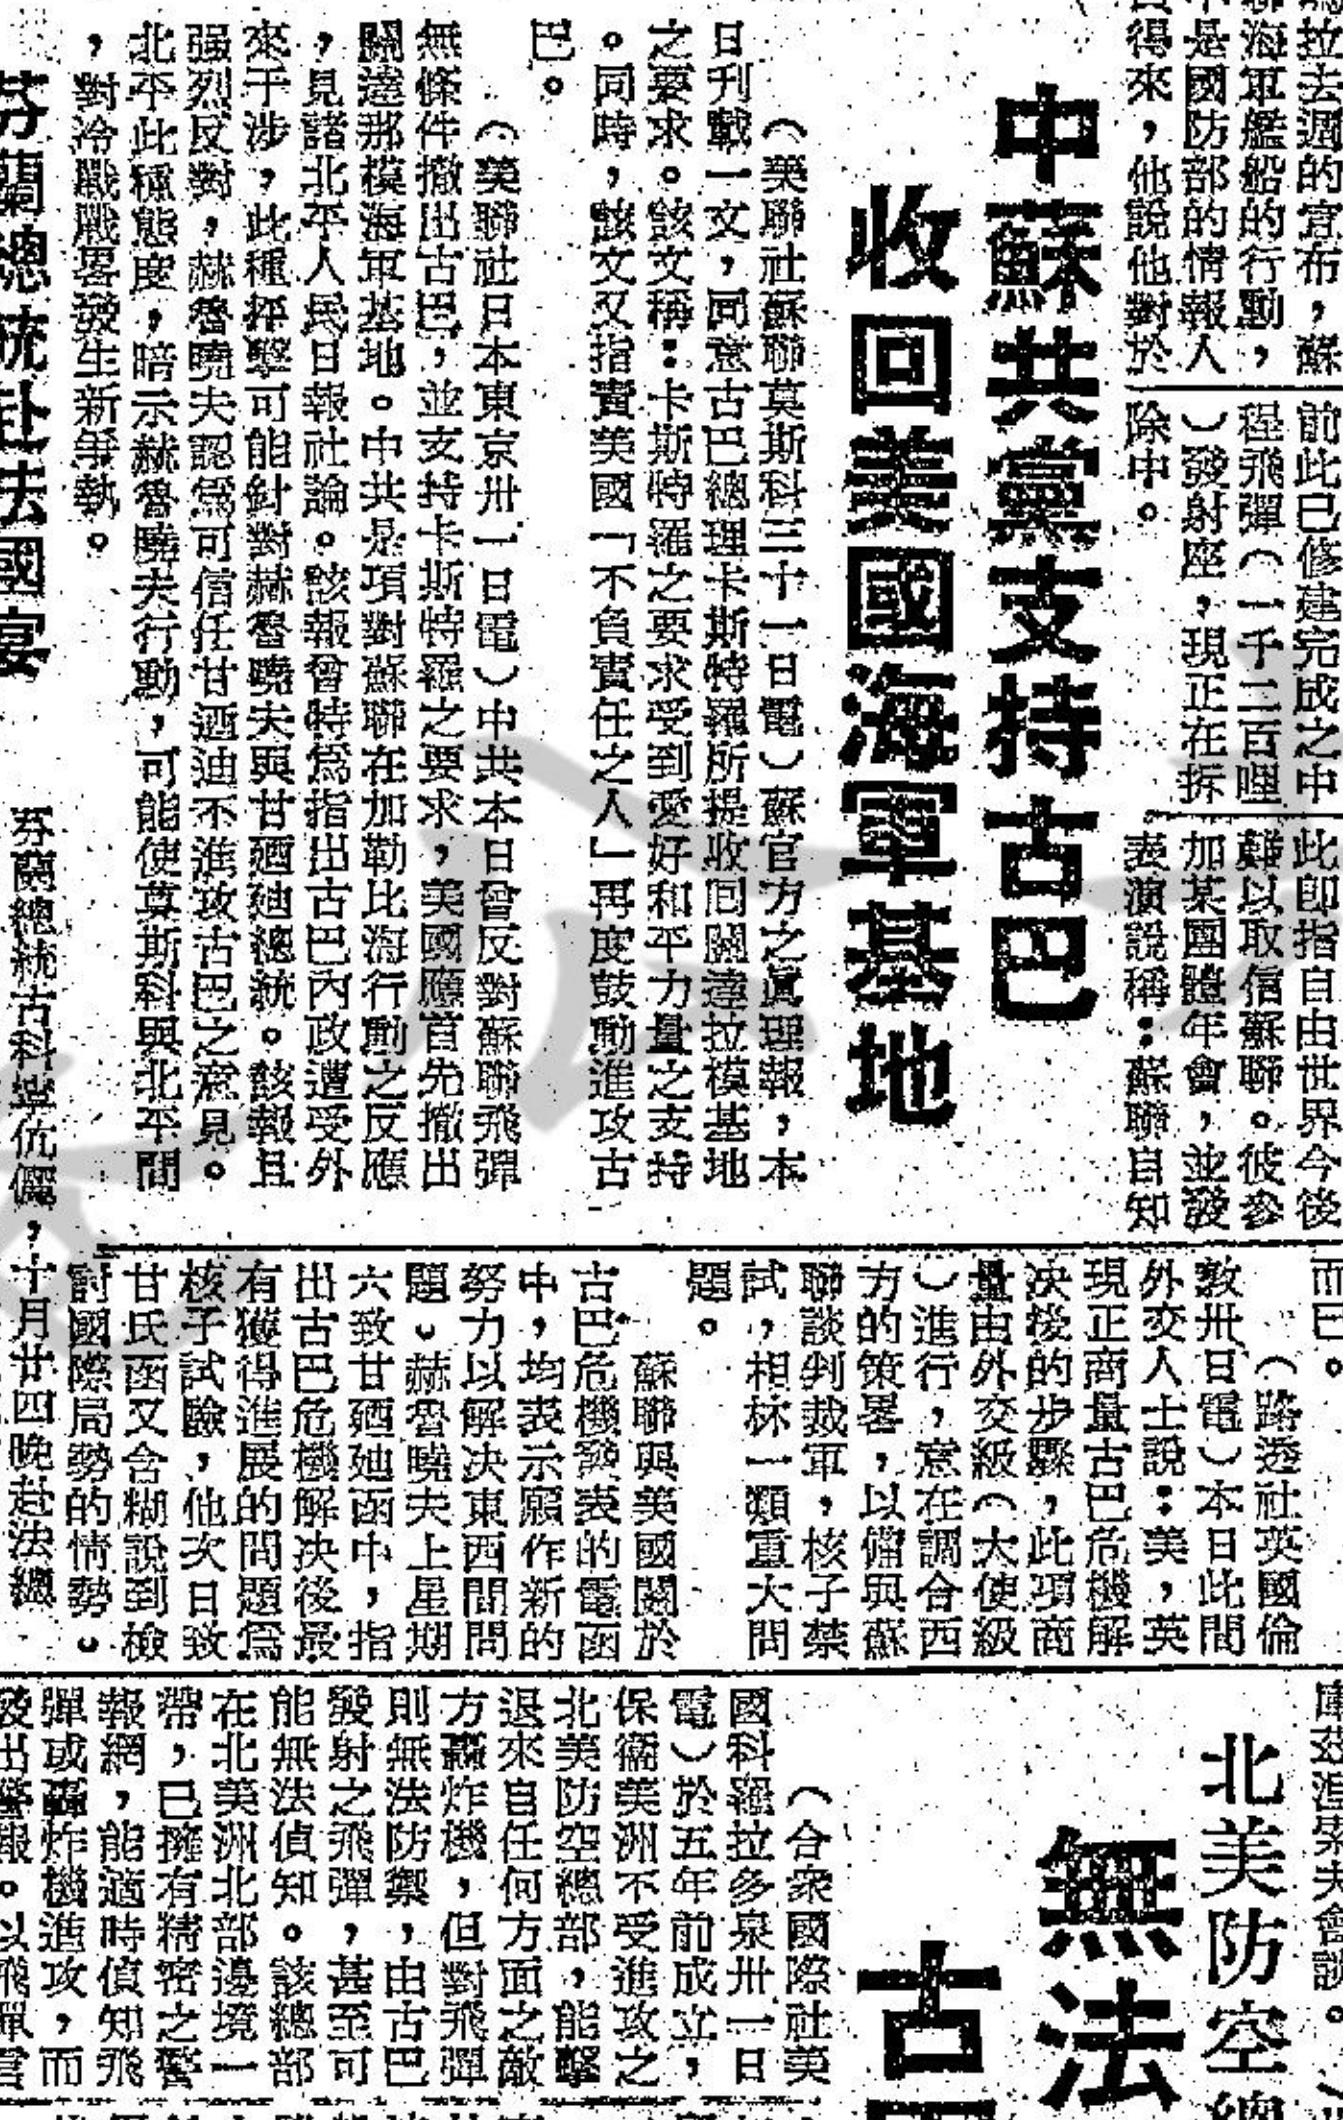 拉去週的宣布，蘇
海軍艦船的行動，
是國防部的情報人
得來，他說他對於
前此已修建完成之中
程飛彈（一千二百哩
）發射座，現正在拆
除中。
此卽指自由世界今後
難以取信蘇聯。彼參
加某團體年會，並發
表演說稱：蘇聯自知
而已。
中蘇共黨支持古巴
收回美國海軍基地
（美聯社蘇聯莫斯科三十一日電）蘇官方之眞理報，本
日刊載一文，同意古巴總理卡斯特羅所提收回關達拉模基地
之要求。該文稱：卡斯特羅之要求受到愛好和平力量之支持
。同時，該文又指責美國「不負責任之人」再度鼓動進攻古
巴。
（美聯社日本東京卅一日電）中共本日曾反對蘇聯飛彈
無條件撤出古巴，並支持卡斯特羅之要求，美國應首先撤出
關達那模海軍基地。中共是項對蘇聯在加勒比海行動之反應
，見諸北平人民日報社論。該報曾特爲指出古巴內政遭受外
來干涉，此種抨擊可能針對赫魯曉夫與甘迺廸總統。該報且
强烈反對，赫魯曉夫認爲可信任甘迺迪不進攻古巴之意見。
北平此種態度，暗示赫魯曉夫行動，可能使莫斯科與北平間
，對冷戰戰畧發生新爭執。
芬蘭總統赴法國宴
芬蘭總統古科 伉儷，十月廿四晚赴法總
（路透社英國倫
敦卅日電）本日此間
外交人士說：美，英
現正商量古巴危機解
決後的步驟，此項商
量由外交級（大使級
）進行，意在調合西
方的策畧，以備與蘇
聯談判裁軍，核子禁
試，柏林一類重大問
題。
蘇聯與美國關於
古巴危機發表的電函
中，均表示願作新的
努力以解決東西間問
題。赫魯曉夫上星期
六致甘廼廸函中，指
出古巴危機解決後最
有獲得進展的問題爲
核子試驗，他次日致
甘氏函又含糊說到檢
討國際局勢的情勢。
夫會談。
北美防空總
無法
古
（合衆國際社美
國科羅拉多泉卅一日
電）於五年前成立，
保衞美洲不受進攻之
北美防空總部，能擊
退來自任何方面之敵
方轟炸機，但對飛彈
則無法防禦，由古巴
發射之飛彈，甚至可
能無法偵知。該總部
在北美洲北部邊境一
帶，已擁有精密之警
報網，能適時偵知飛
彈或轟炸機進攻，而
發出警報。以飛彈言